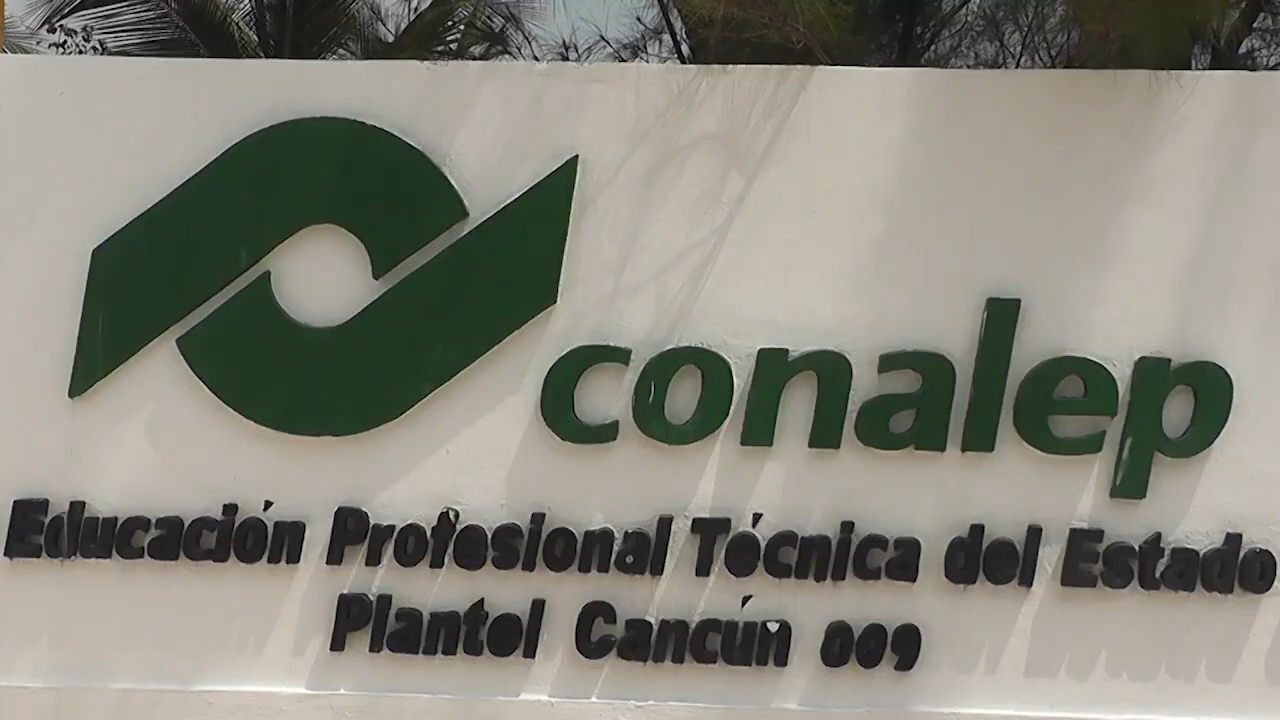 conalep
Educación Profesional Técnica del Estado
Plantel Cancún 009